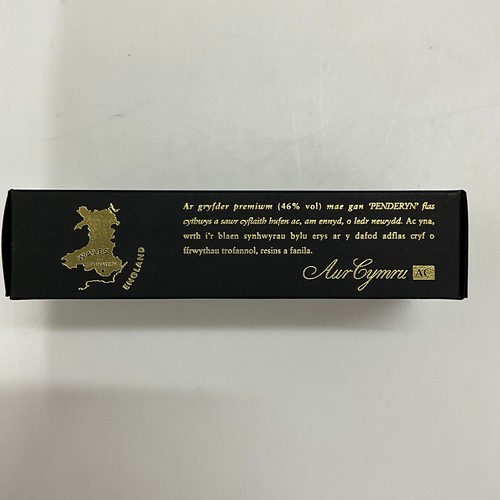 WALES
PENDERYN
ENGLAND
Ar gryfder premiwm (46% vol) mae gan 'PENDERYN' flas
cytbwys a sawr cyflaith hufen ac, am ennyd, o ledr newydd. Ac yna,
wrth i'r blaen synhwyrau bylu erys ar y dafod adflas cryf o
ffrwythau trofannol, resins a fanila.
Aur Cymru AC